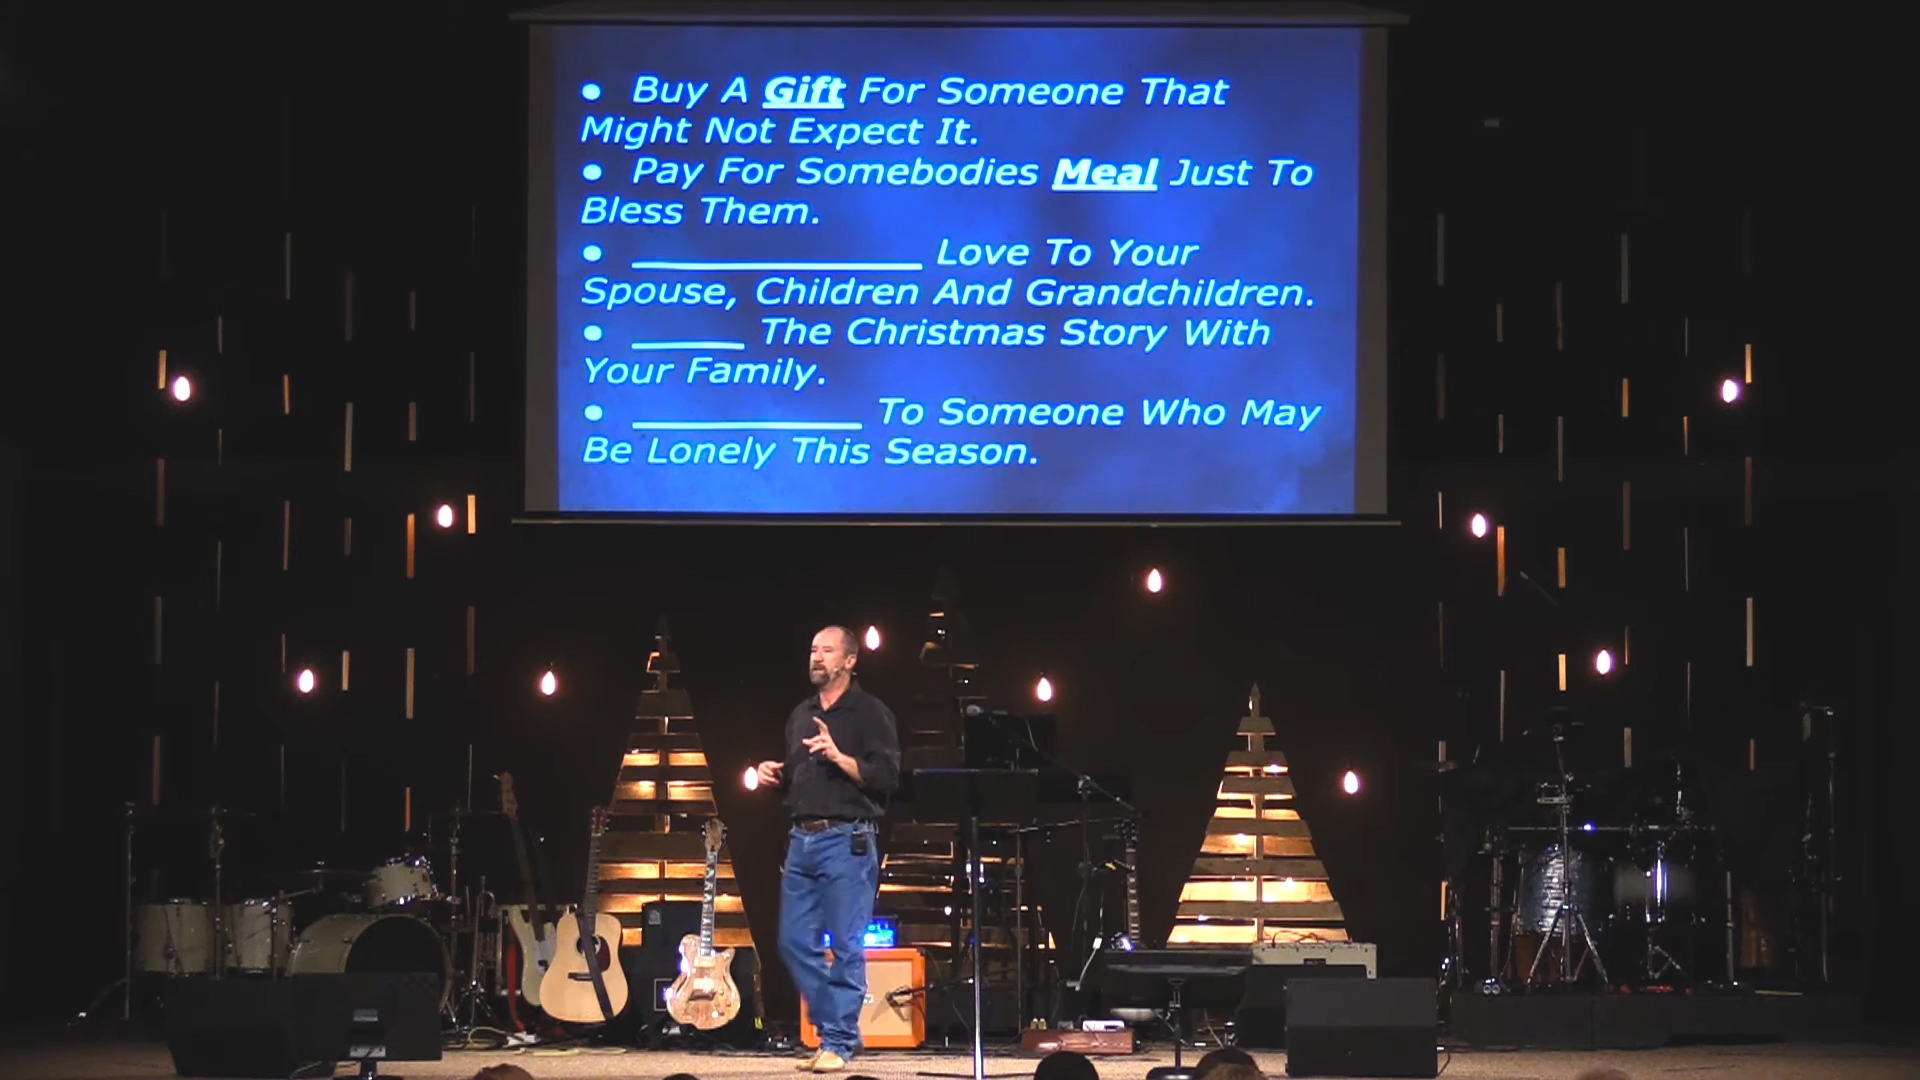 ● Buy A Gift For Someone That
Might Not Expect It.
● Pay For Somebodies Meal Just To
Bless Them.
● ________________ Love To Your
Spouse, Children And Grandchildren.
● ______ The Christmas Story With
Your Family.
● ____________ To Someone Who May
Be Lonely This Season.